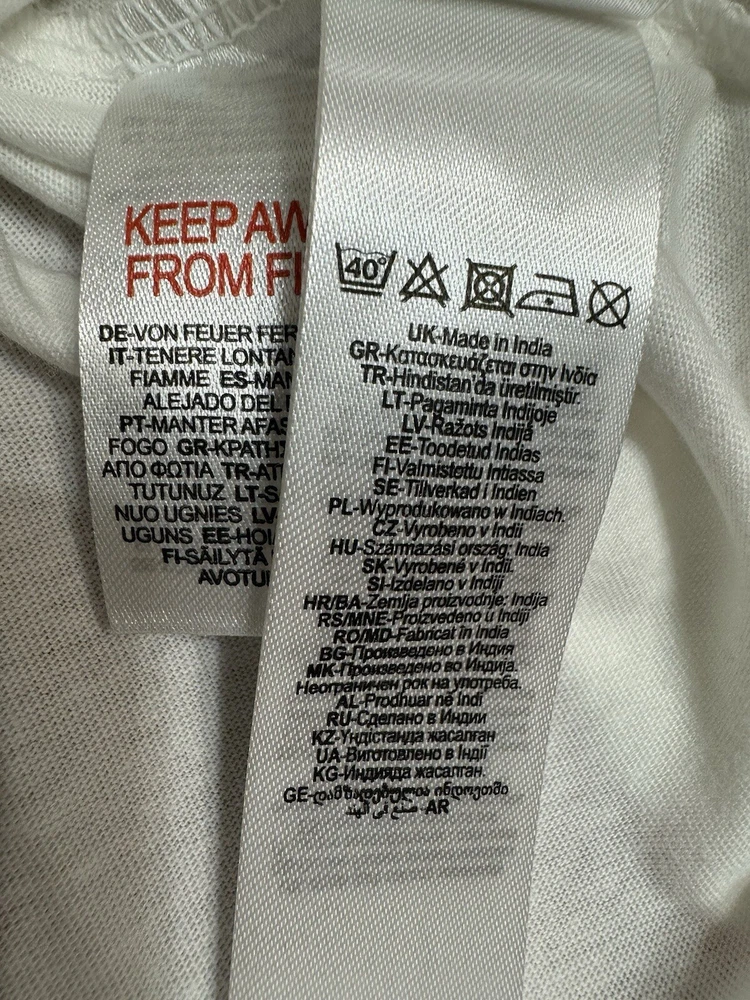 KEEP AW
FROM FI
DE-VON FEUER FER
IT-TENERE LONTAN
FIAMME ES-MAN
ALEJADO DEL
PT-MANTER AFAS
FOGO GR-ΚΡΑΤΗΣ
ΑΠΟ ΦΩΤΙΑ TR-AT
TUTUNUZ LT-S
NUO UGNIES LV-
UGUNS EE-HOI
FI-SÄILYTÄ
AVOTU
40°
UK-Made in India
GR-Κατασκευάζεται στην Ινδία
TR-Hindistan'da üretilmiştir.
LT-Pagaminta Indijoje
LV-Ražots Indijā
EE-Toodetud Indias
FI-Valmistottu Intiassa
SE-Tillverkad i Indien
PL-Wyprodukowano w Indiach
CZ-Vyrobeno v Indii
HU-Származási ország: India
SK-Vyrobené v Indii.
SI-Izdelano v Indiji
HR/BA-Zemlja proizvodnje: Indija
RS/MNE-Proizvedeno u Indiji
RO/MD-Fabricat în India
BG-Произведено в Индия
MK-Произведено во Индија.
Неограничен рок на употреба.
AL-Prodhuar në Indi
RU-Сделано в Индии
KZ-Үндістанда жасалған
UA-Виготовлено в Індії
KG-Индияда жасалган.
GE-დამზადებულია ინდოეთში
AR- صنع في الهند